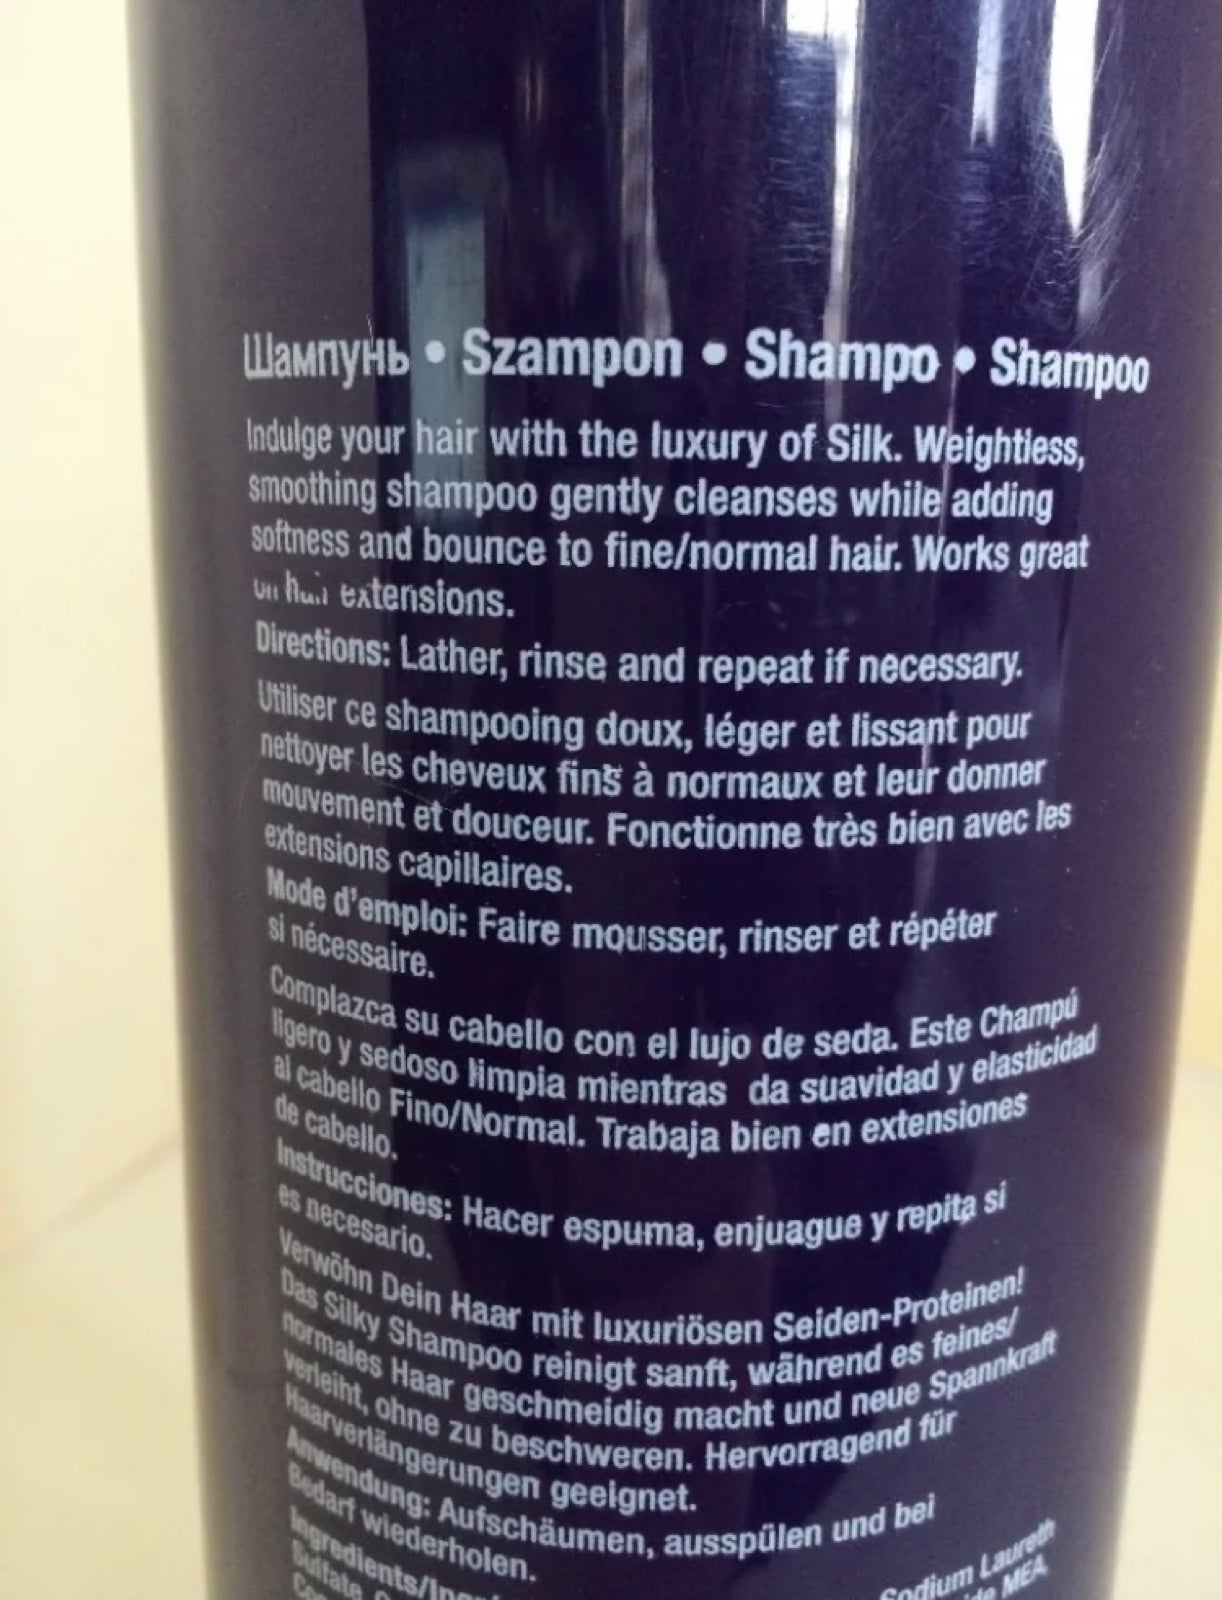 Шампунь • Szampon • Shampo • Shampoo
Indulge your hair with the luxury of Silk. Weightless,
smoothing shampoo gently cleanses while adding
softness and bounce to fine/normal hair. Works great
extensions.
Directions: Lather, rinse and repeat if necessary.
Utiliser ce shampooing doux, léger et lissant pour
nettoyer les cheveux fins à normaux et leur donner
mouvement et douceur. Fonctionne très bien avec les
extensions capillaires.
Mode d'emploi: Faire mousser, rinser et répéter
si nécessaire.
Complazca su cabello con el lujo de seda. Este Champú
ligero y sedoso limpia mientras da suavidad y elasticidad
al cabello Fino/Normal. Trabaja bien en extensiones
de cabello.
Instrucciones: Hacer espuma, enjuague y repita si
es necesario.
Verwöhn Dein Haar mit luxuriösen Seiden-Proteinen!
Das Silky Shampoo reinigt sanft, während es feines/
normales Haar geschmeidig macht und neue Spannkraft
verleiht, ohne zu beschweren. Hervorragend für
Haarverlängerungen geeignet.
Anwendung: Aufschäumen, ausspülen und bei
Bedarf wiederholen.
Sodium Laureth
Sulfate MEA,